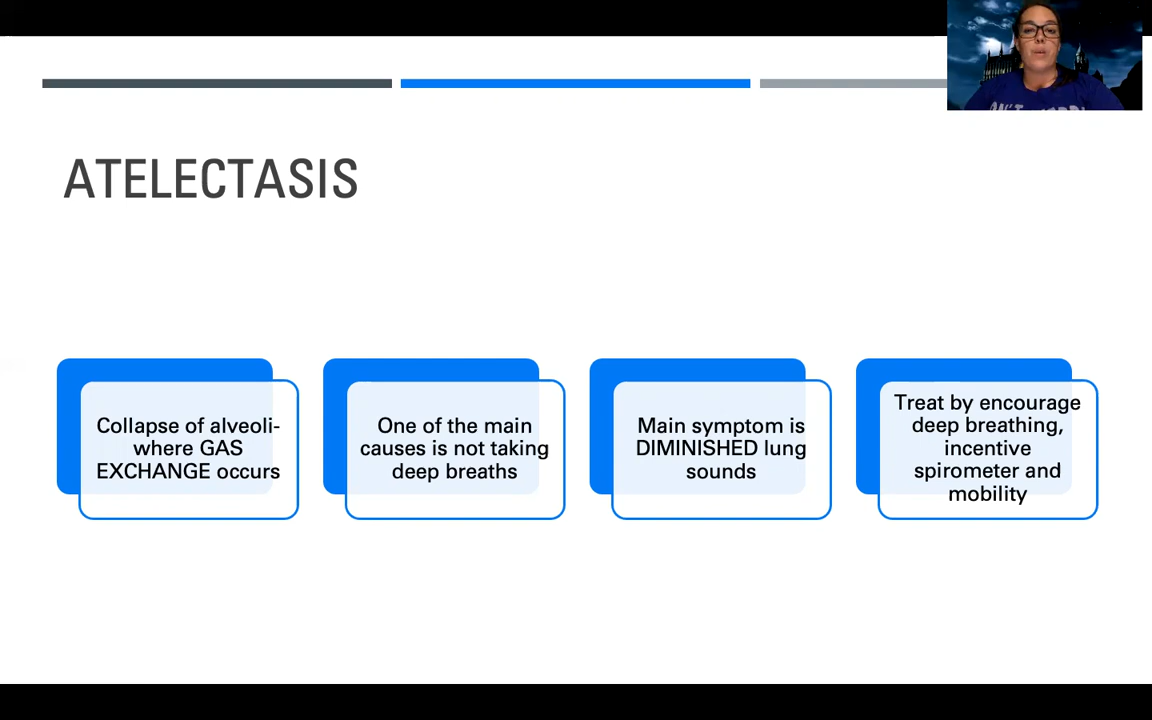 ATELECTASIS
Collapse of alveoli-
where GAS
EXCHANGE occurs
One of the main
causes is not taking
deep breaths
Main symptom is
DIMINISHED lung
sounds
Treat by encourage
deep breathing,
incentive
spirometer and
mobility